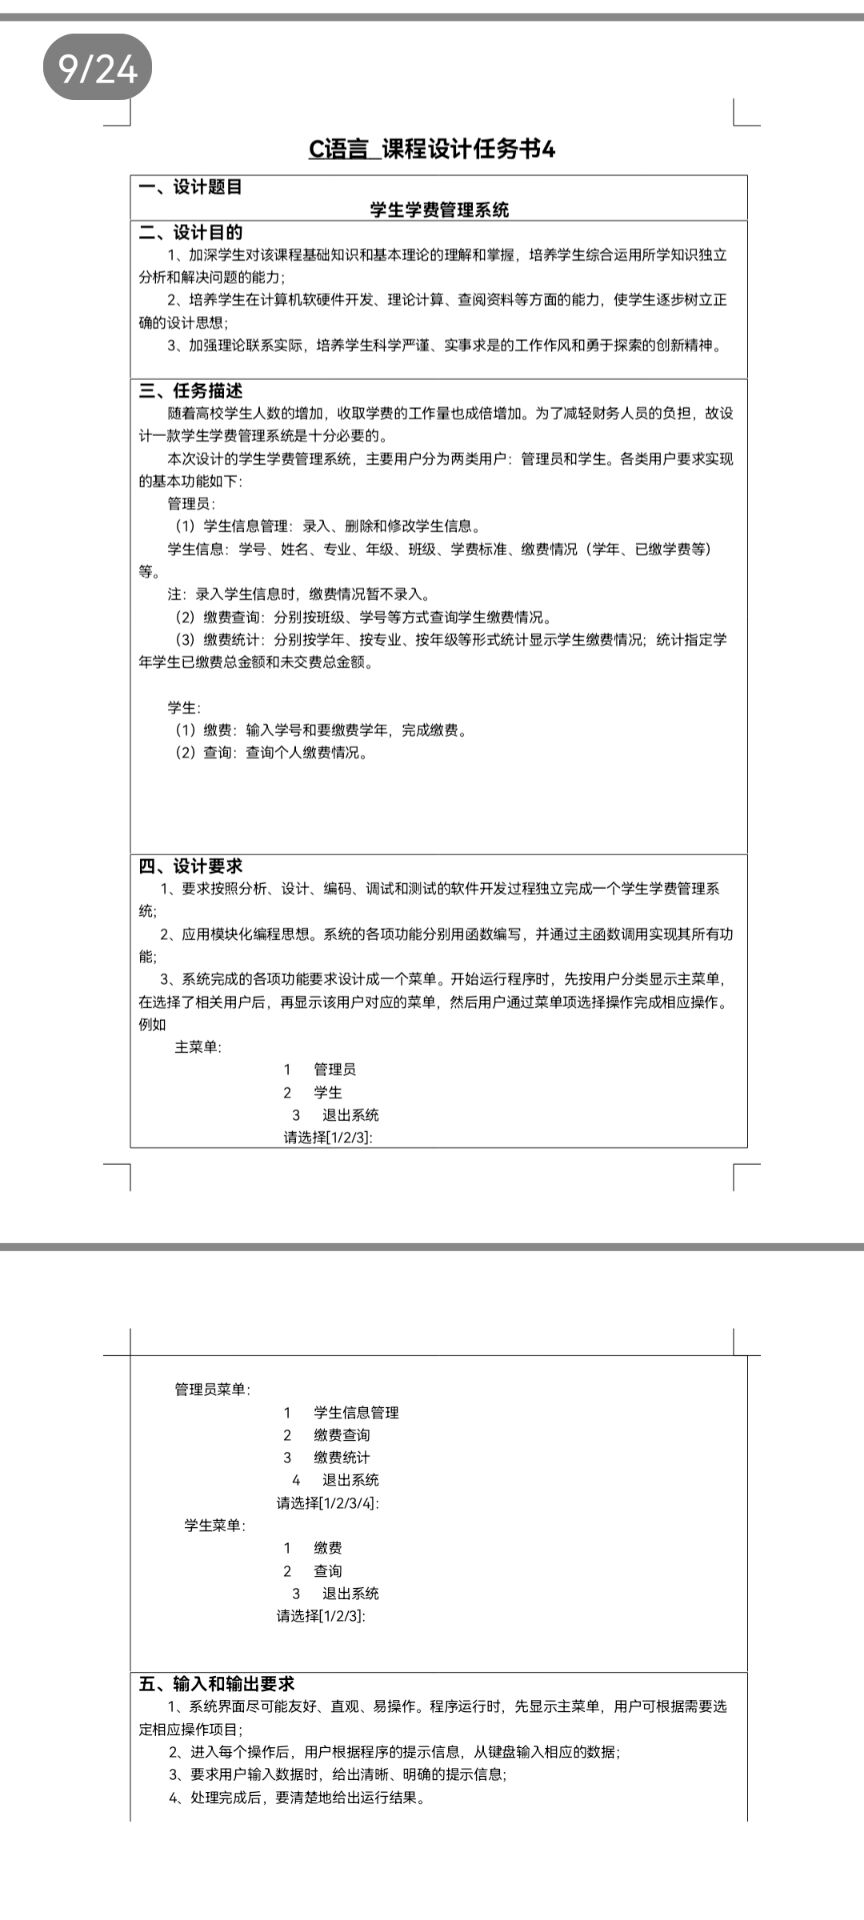 9/24
C语言 课程设计任务书4
一、设计题目
学生学费管理系统
二、设计目的
1、加深学生对该课程基础知识和基本理论的理解和掌握，培养学生综合运用所学知识独立
分析和解决问题的能力；
2、培养学生在计算机软硬件开发、理论计算、查阅资料等方面的能力，使学生逐步树立正
确的设计思想；
3、加强理论联系实际，培养学生科学严谨、实事求是的工作作风和勇于探索的创新精神。
三、任务描述
随着高校学生人数的增加，收取学费的工作量也成倍增加。为了减轻财务人员的负担，故设
计一款学生学费管理系统是十分必要的。
本次设计的学生学费管理系统，主要用户分为两类用户：管理员和学生。各类用户要求实现
的基本功能如下：
管理员：
（1）学生信息管理：录入、删除和修改学生信息。
学生信息：学号、姓名、专业、年级、班级、学费标准、缴费情况（学年、已缴学费等）
等。
注：录入学生信息时，缴费情况暂不录入。
（2）缴费查询：分别按班级、学号等方式查询学生缴费情况。
（3）缴费统计：分别按学年、按专业、按年级等形式统计显示学生缴费情况；统计指定学
年学生已缴费总金额和未交费总金额。
学生：
（1）缴费：输入学号和要缴费学年，完成缴费。
（2）查询：查询个人缴费情况。
四、设计要求
1、要求按照分析、设计、编码、调试和测试的软件开发过程独立完成一个学生学费管理系
统；
2、应用模块化编程思想。系统的各项功能分别用函数编写，并通过主函数调用实现其所有功
能；
3、系统完成的各项功能要求设计成一个菜单。开始运行程序时，先按用户分类显示主菜单，
在选择了相关用户后，再显示该用户对应的菜单，然后用户通过菜单项选择操作完成相应操作。
例如
主菜单：
1 管理员
2 学生
3 退出系统
请选择[1/2/3]:
管理员菜单：
1 学生信息管理
2 缴费查询
3 缴费统计
4 退出系统
请选择[1/2/3/4]:
学生菜单：
1 缴费
2 查询
3 退出系统
请选择[1/2/3]:
五、输入和输出要求
1、系统界面尽可能友好、直观、易操作。程序运行时，先显示主菜单，用户可根据需要选
定相应操作项目；
2、进入每个操作后，用户根据程序的提示信息，从键盘输入相应的数据；
3、要求用户输入数据时，给出清晰、明确的提示信息；
4、处理完成后，要清楚地给出运行结果。